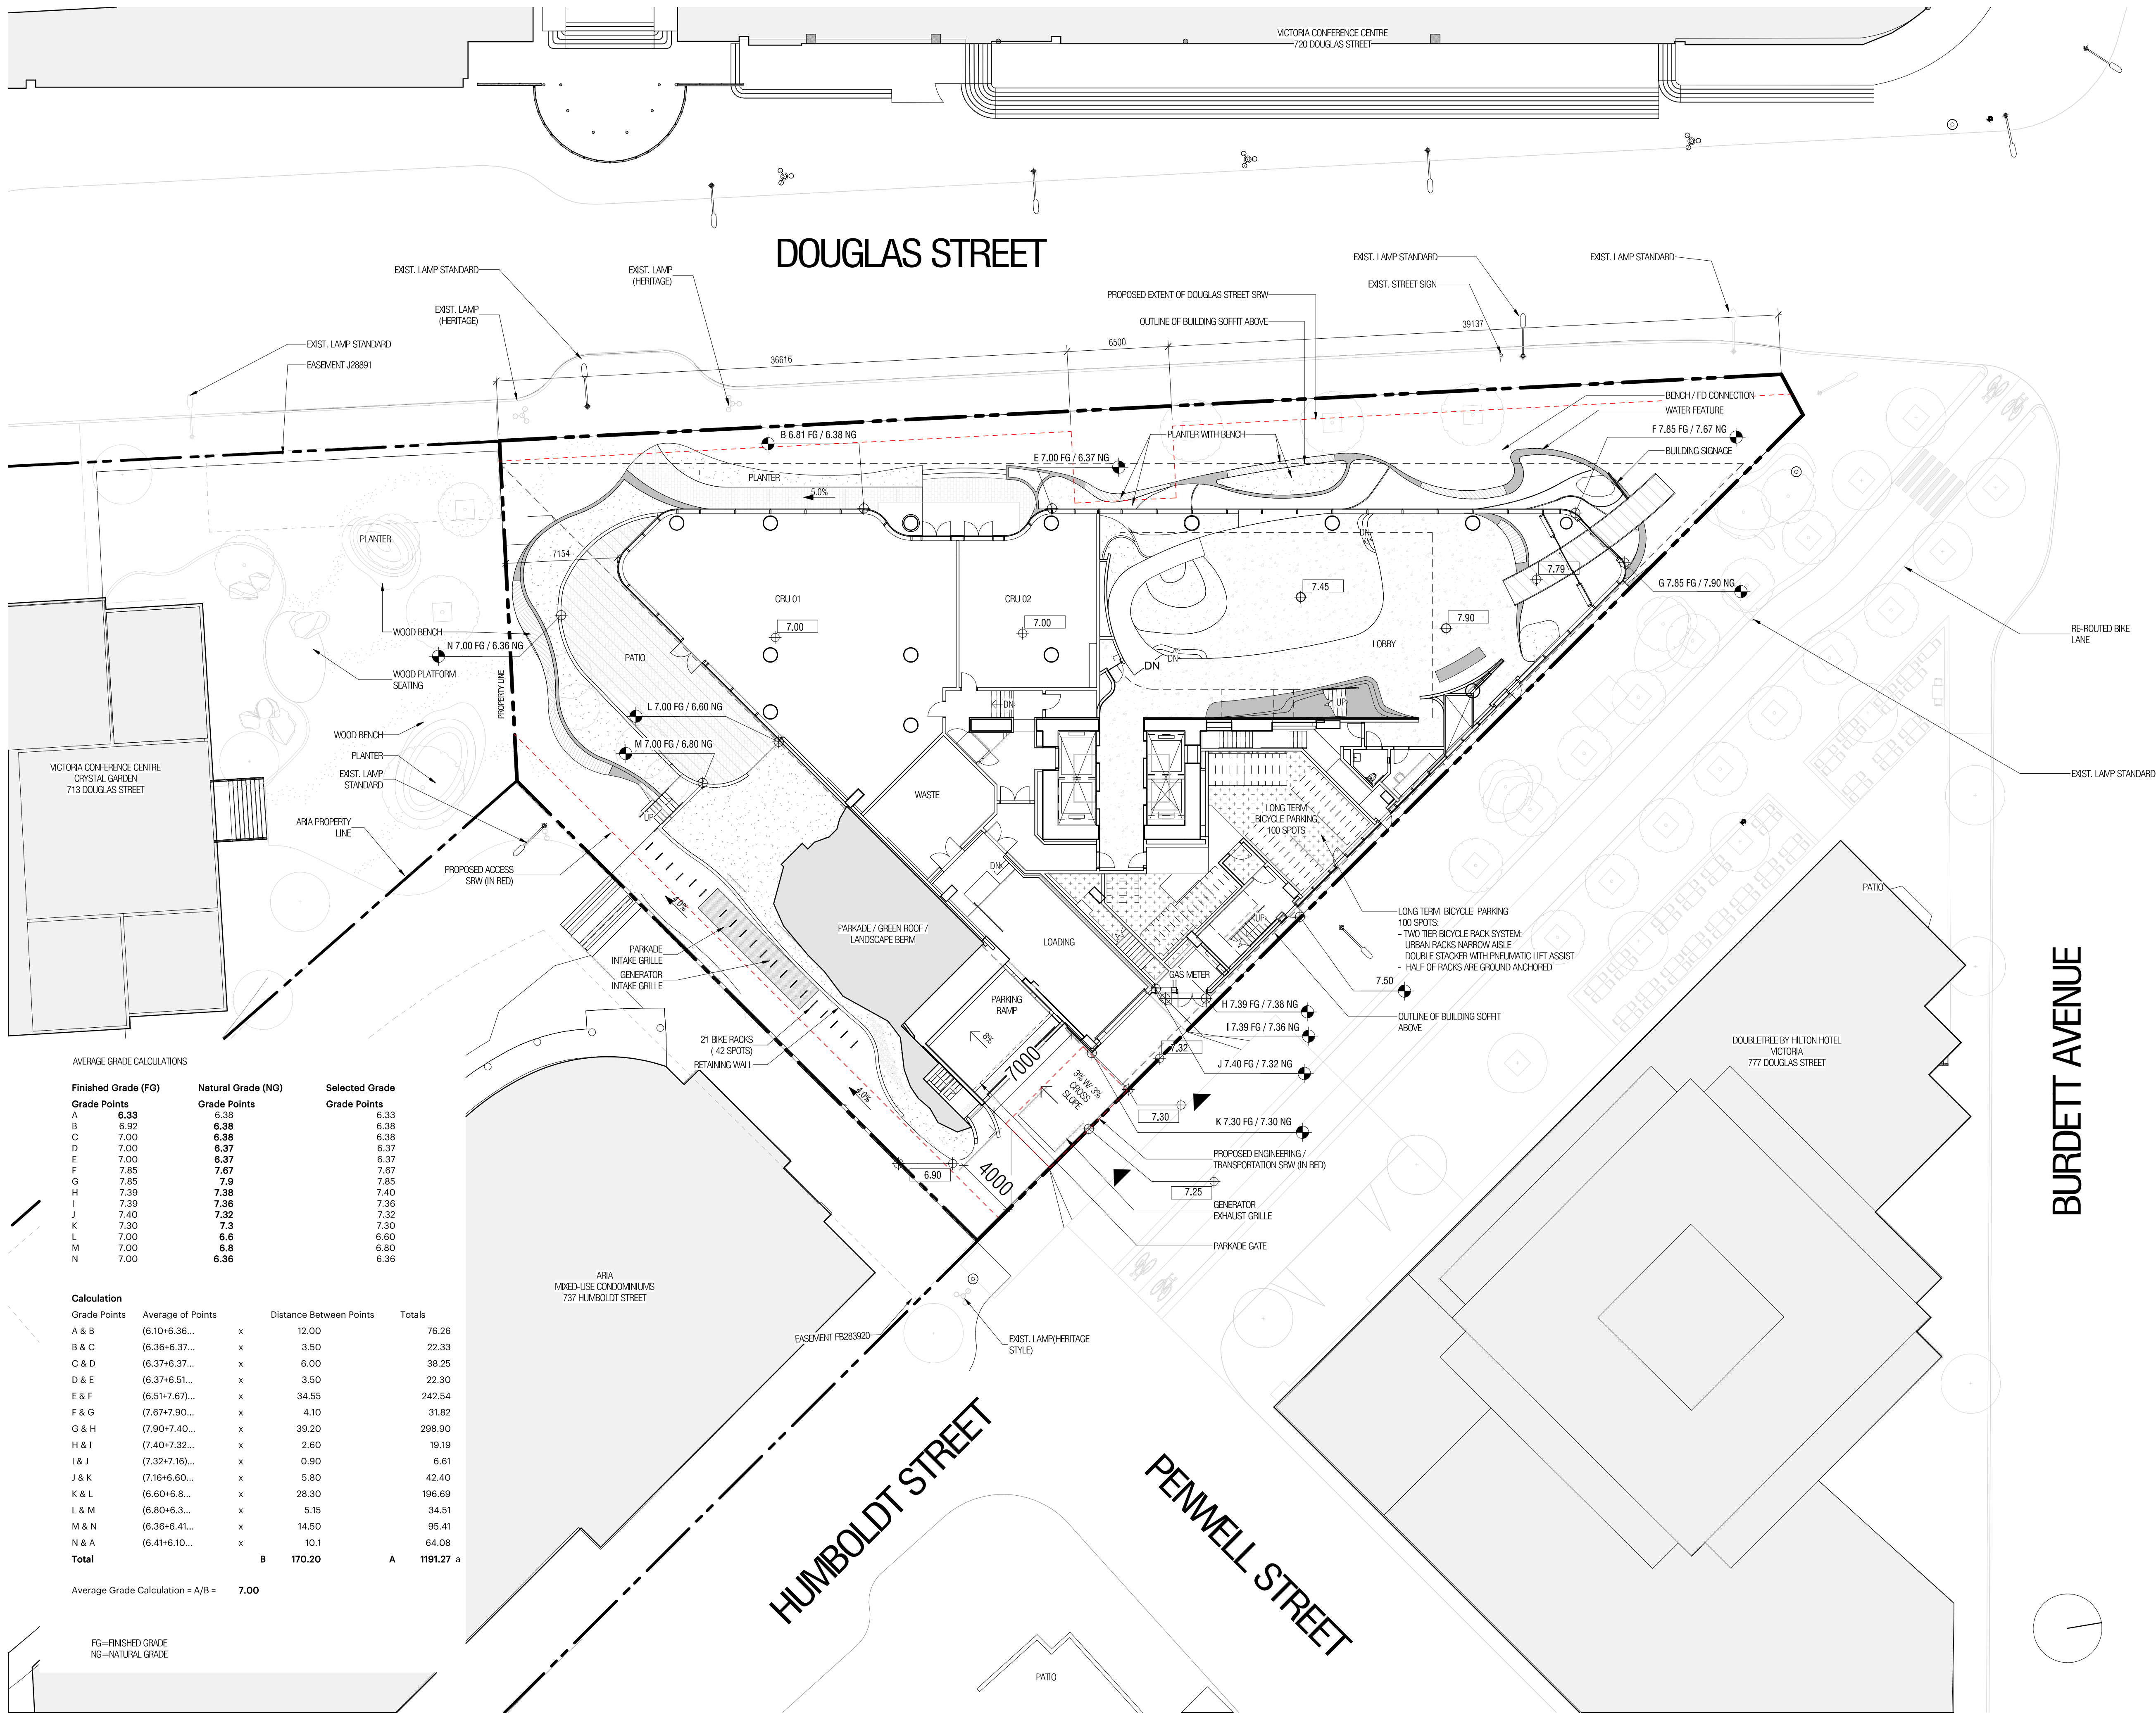 VICTORIA CONFERENCE CENTRE
720 DOUGLAS STREET
DOUGLAS STREET
EXIST. LAMP STANDARD
EXIST. LAMP
(HERITAGE)
EXIST. LAMP STANDARD
EXIST. LAMP STANDARD
EXIST. STREET SIGN
PROPOSED EXTENT OF DOUGLAS STREET SRW
OUTLINE OF BUILDING SOFFIT ABOVE
EXIST. LAMP
(HERITAGE)
EXIST. LAMP STANDARD
EASEMENT J28891
36616
6500
39137
BENCH / FD CONNECTION
WATER FEATURE
F 7.85 FG / 7.67 NG
BUILDING SIGNAGE
B 6.81 FG / 6.38 NG
PLANTER WITH BENCH
E 7.00 FG / 6.37 NG
PLANTER
5.0%
PLANTER
7154
DN
CRU 01
7.00
CRU 02
7.00
7.45
7.79
7.90
LOBBY
G 7.85 FG / 7.90 NG
RE-ROUTED BIKE
LANE
WOOD BENCH
N 7.00 FG / 6.36 NG
PATIO
DN
DN
WOOD PLATFORM
SEATING
PROPERTY LINE
L 7.00 FG / 6.60 NG
DN
UP
WOOD BENCH
M 7.00 FG / 6.80 NG
PLANTER
EXIST. LAMP
STANDARD
VICTORIA CONFERENCE CENTRE
CRYSTAL GARDEN
713 DOUGLAS STREET
EXIST. LAMP STANDARD
WASTE
LONG TERM
BICYCLE PARKING
100 SPOTS
UP
ARIA PROPERTY
LINE
PROPOSED ACCESS
SRW (IN RED)
DN
PATIO
4.0%
UP
LONG TERM BICYCLE PARKING
100 SPOTS:
- TWO TIER BICYCLE RACK SYSTEM:
URBAN RACKS NARROW AISLE
DOUBLE STACKER WITH PNEUMATIC LIFT ASSIST
- HALF OF RACKS ARE GROUND ANCHORED
PARKADE / GREEN ROOF /
LANDSCAPE BERM
LOADING
PARKADE
INTAKE GRILLE
GENERATOR
INTAKE GRILLE
GAS METER
7.50
PARKING
RAMP
8%
H 7.39 FG / 7.38 NG
I 7.39 FG / 7.36 NG
OUTLINE OF BUILDING SOFFIT
ABOVE
21 BIKE RACKS
( 42 SPOTS)
RETAINING WALL
7000
7.32
J 7.40 FG / 7.32 NG
3% W/ 3%
CROSS
SLOPE
4.0%
7.30
K 7.30 FG / 7.30 NG
DOUBLETREE BY HILTON HOTEL
VICTORIA
777 DOUGLAS STREET
BURDETT AVENUE
PROPOSED ENGINEERING /
TRANSPORTATION SRW (IN RED)
6.90
4000
7.25
GENERATOR
EXHAUST GRILLE
PARKADE GATE
ARIA
MIXED-USE CONDOMINIUMS
737 HUMBOLDT STREET
EASEMENT FB283920
EXIST. LAMP(HERITAGE
STYLE)
HUMBOLDT STREET
PENWELL STREET
PATIO
AVERAGE GRADE CALCULATIONS
Finished Grade (FG) Natural Grade (NG) Selected Grade
Grade Points Grade Points Grade Points
A 6.33 6.38 6.33
B 6.92 6.38 6.38
C 7.00 6.38 6.38
D 7.00 6.37 6.37
E 7.00 6.37 6.37
F 7.85 7.67 7.67
G 7.85 7.9 7.85
H 7.39 7.38 7.40
I 7.39 7.36 7.36
J 7.40 7.32 7.32
K 7.30 7.3 7.30
L 7.00 6.6 6.60
M 7.00 6.8 6.80
N 7.00 6.36 6.36
Calculation
Grade Points Average of Points Distance Between Points Totals
A & B (6.10+6.36... x 12.00 76.26
B & C (6.36+6.37... x 3.50 22.33
C & D (6.37+6.37... x 6.00 38.25
D & E (6.37+6.51... x 3.50 22.30
E & F (6.51+7.67)... x 34.55 242.54
F & G (7.67+7.90... x 4.10 31.82
G & H (7.90+7.40... x 39.20 298.90
H & I (7.40+7.32... x 2.60 19.19
I & J (7.32+7.16)... x 0.90 6.61
J & K (7.16+6.60... x 5.80 42.40
K & L (6.60+6.8... x 28.30 196.69
L & M (6.80+6.3... x 5.15 34.51
M & N (6.36+6.41... x 14.50 95.41
N & A (6.41+6.10... x 10.1 64.08
Total B 170.20 A 1191.27 a
Average Grade Calculation = A/B = 7.00
FG=FINISHED GRADE
NG=NATURAL GRADE